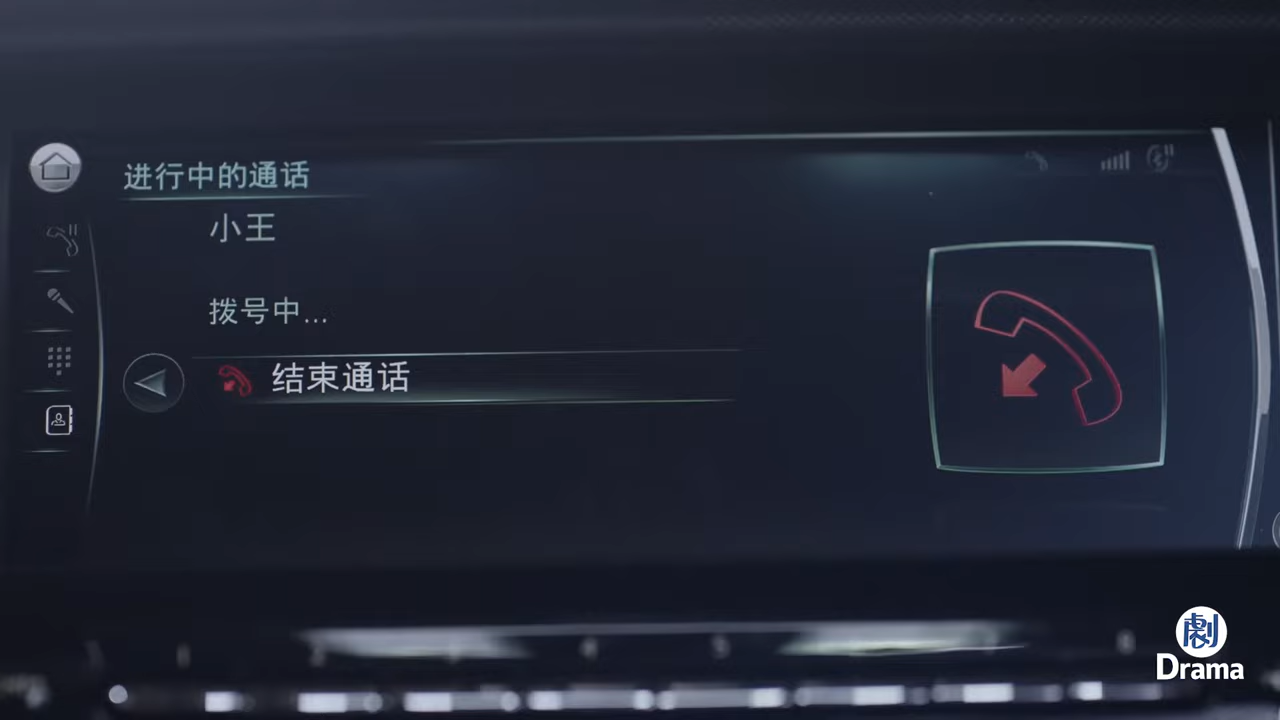 进行中的通话
小王
拨号中...
结束通话
劇
Drama